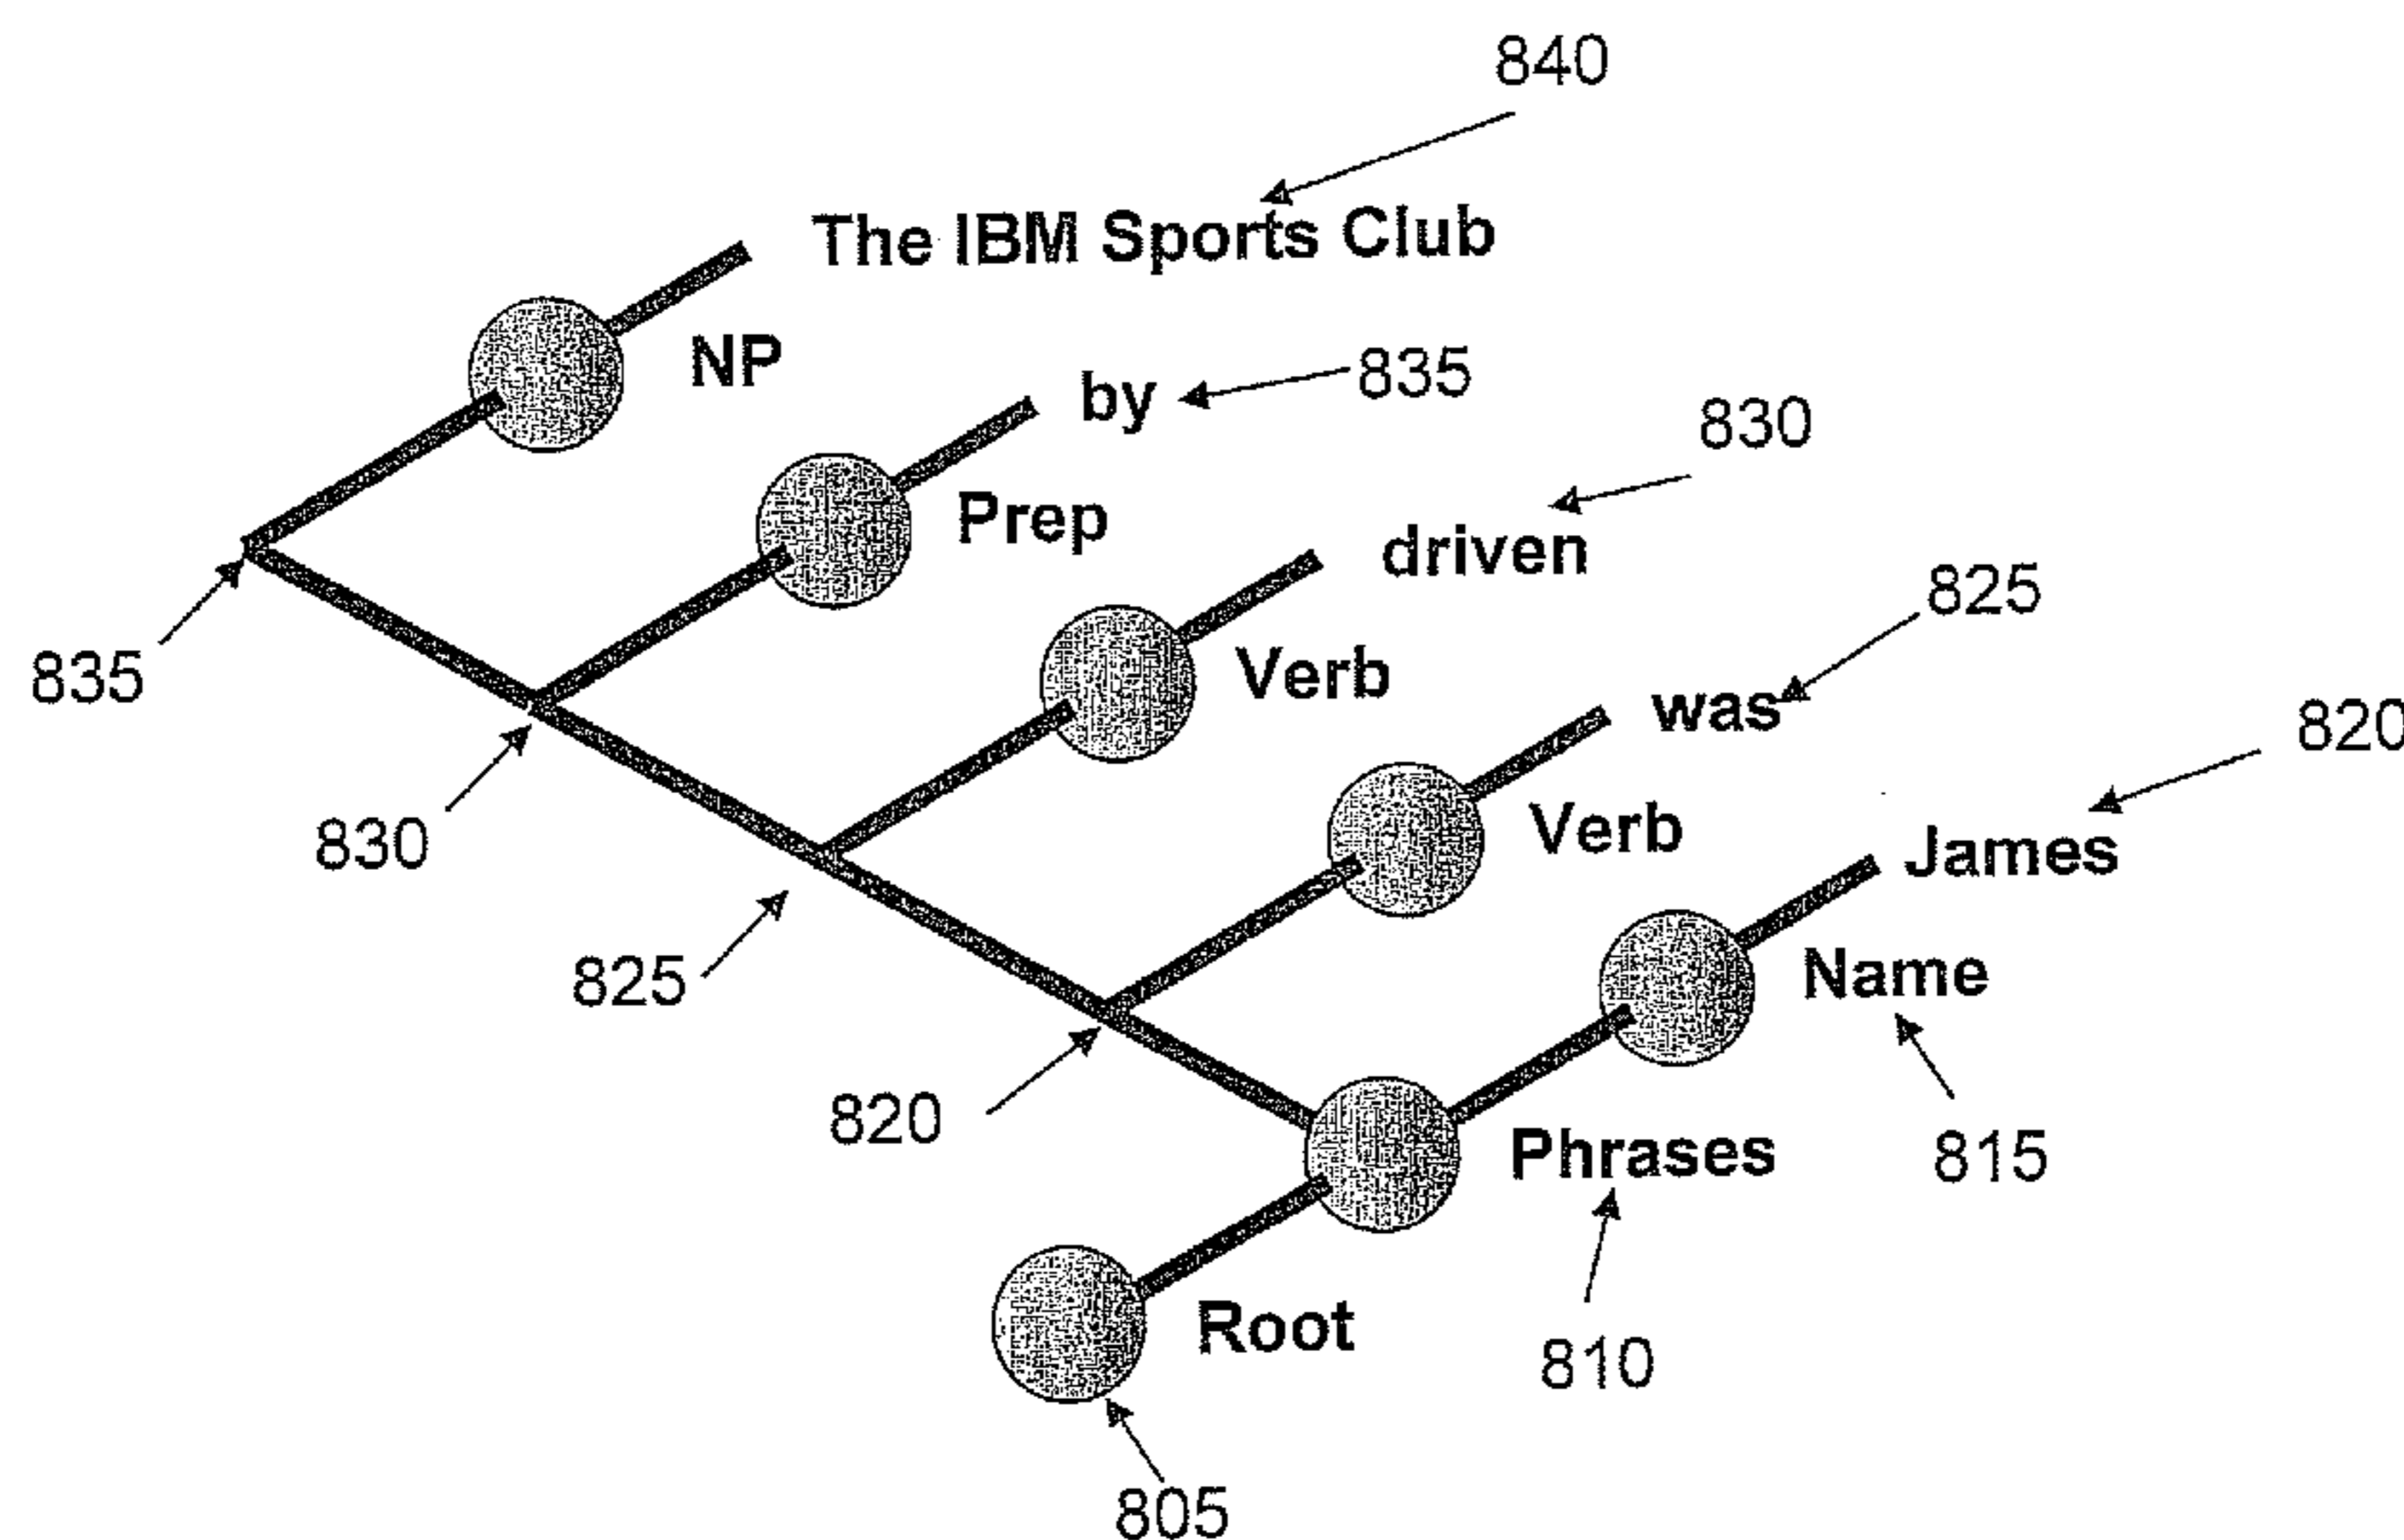 840
The IBM Sports Club
NP
by
835
830
Prep
driven
825
835
Verb
was
820
830
Verb
James
825
Name
820
Phrases
815
Root
810
805